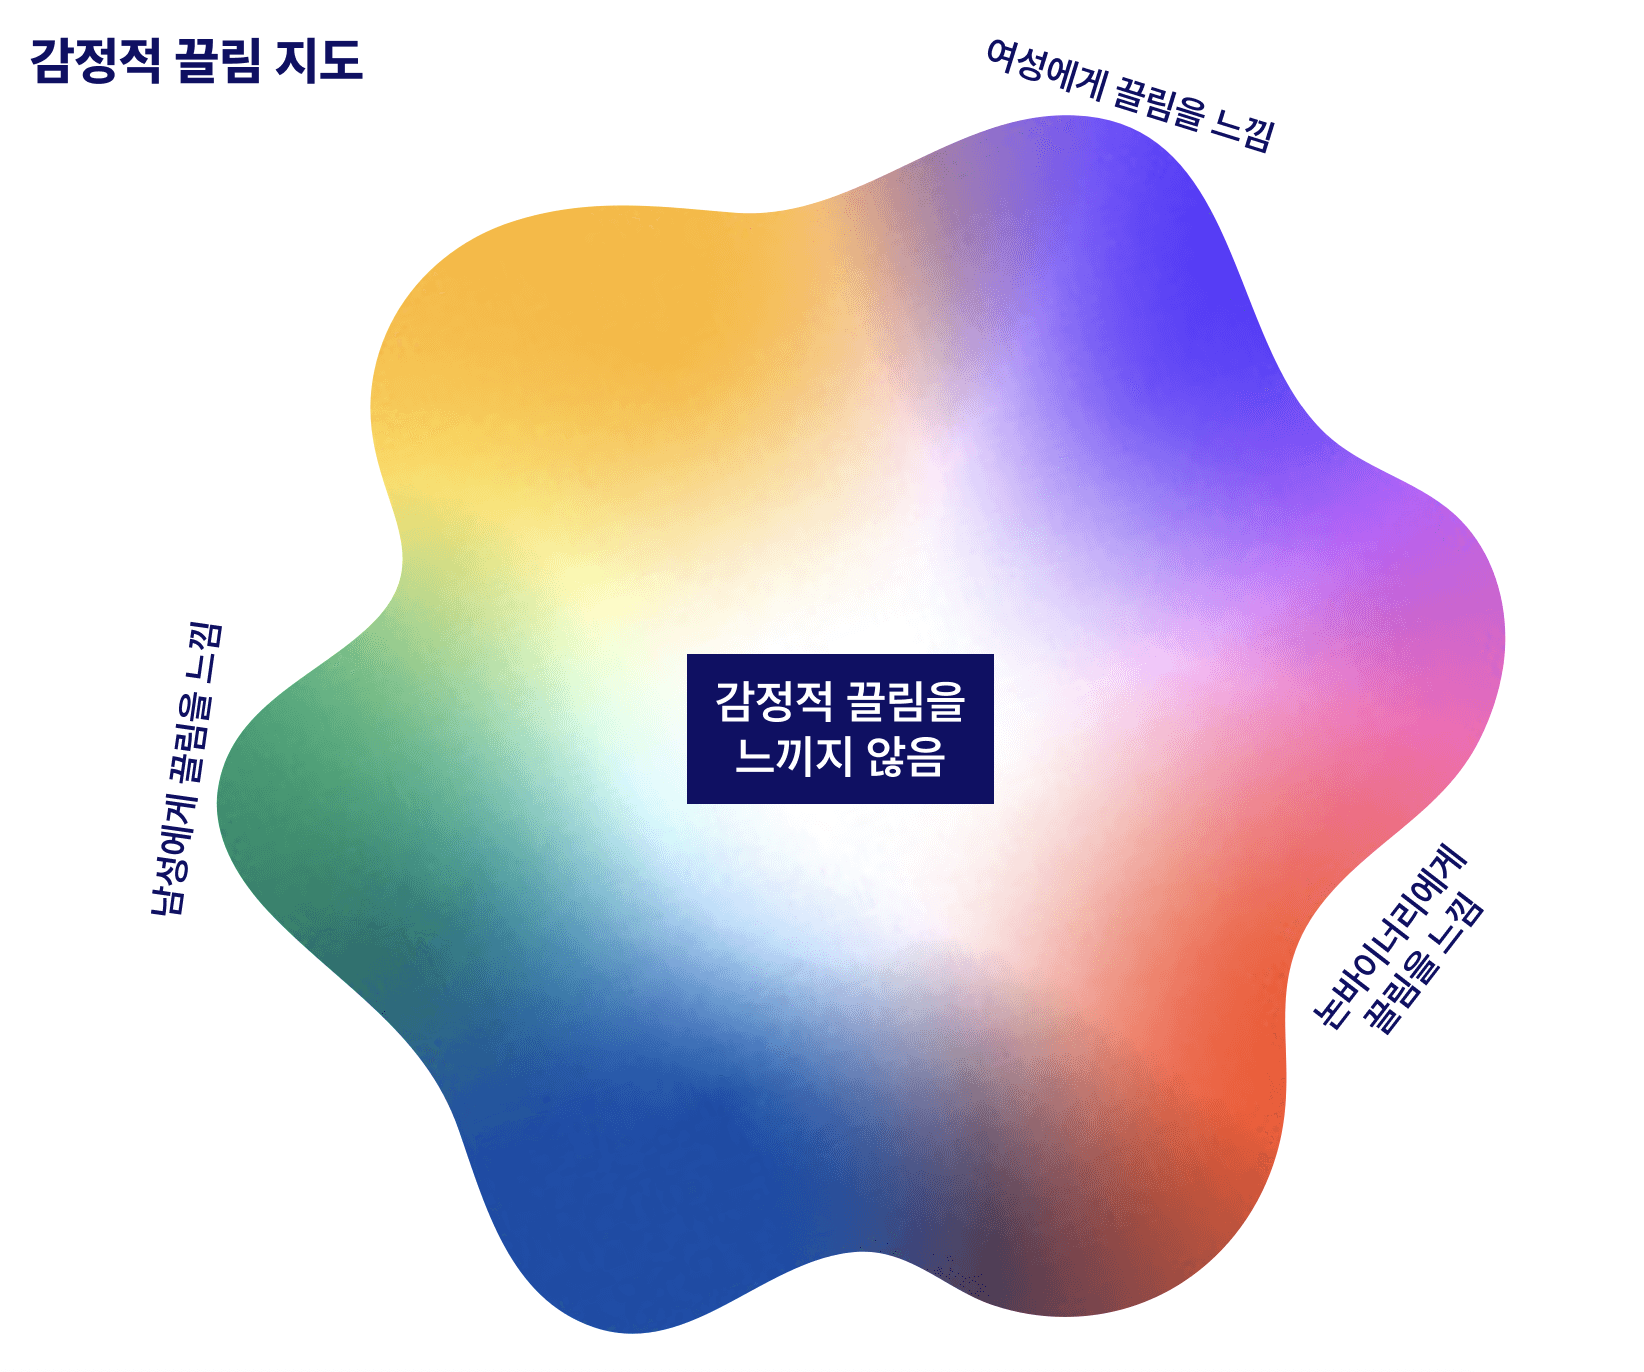 감정적 끌림 지도
여성에게 끌림을 느낌
남성에게 끌림을 느낌
감정적 끌림을
느끼지 않음
논바이너리에게
끌림을 느낌